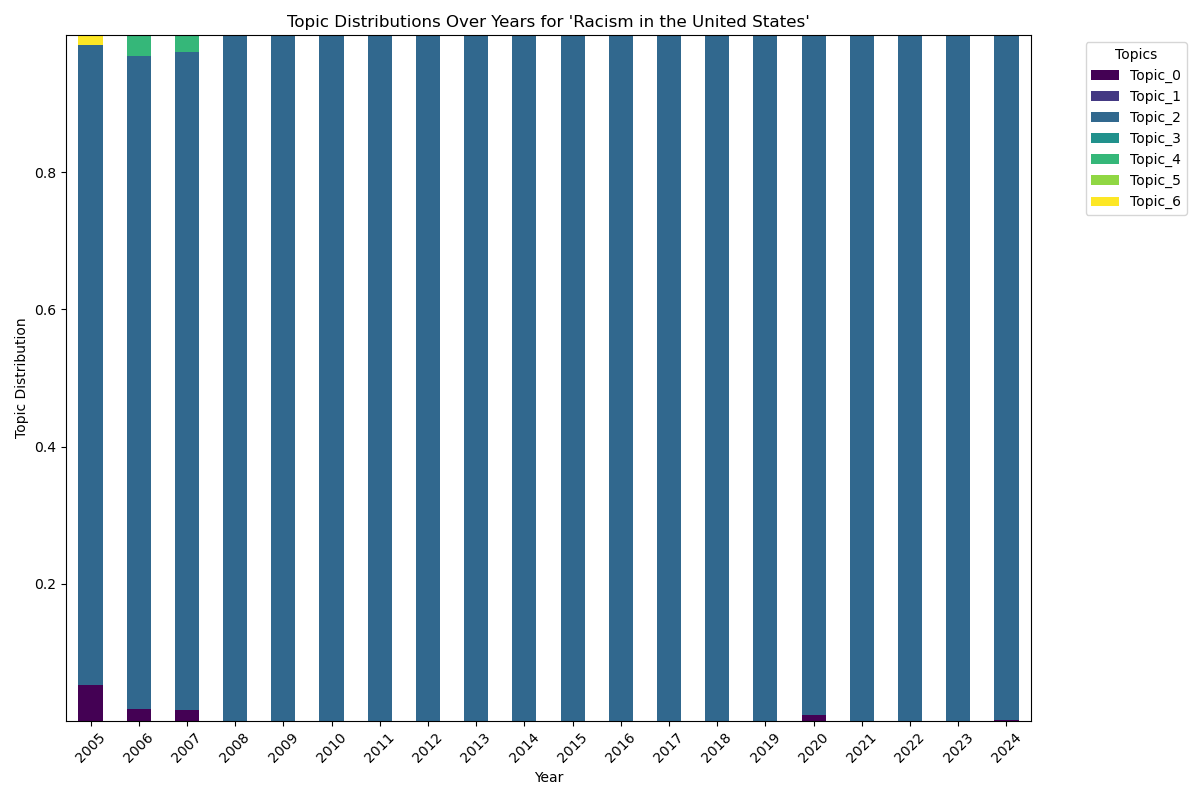 Topic Distributions Over Years for 'Racism in the United States'
Topics
Topic_0
Topic_1
Topic_2
Topic_3
Topic_4
Topic_5
Topic_6
Topic Distribution
0.8
0.6
0.4
0.2
2005 2006 2007 2008 2009 2010 2011 2012 2013 2014 2015 2016 2017 2018 2019 2020 2021 2022 2023 2024
Year